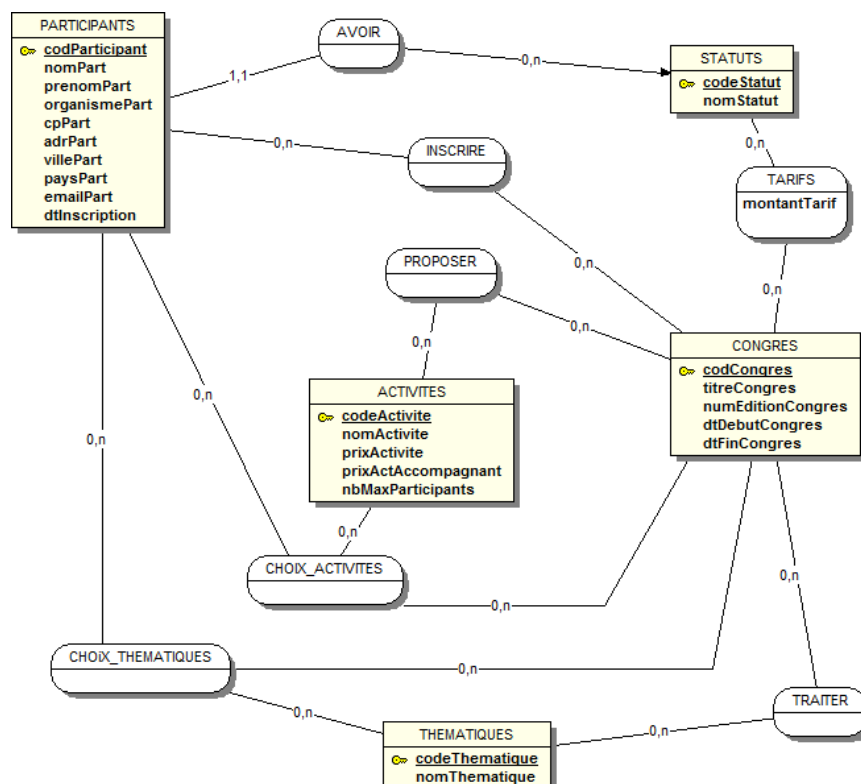 PARTICIPANTS
codParticipant
nomPart
prenomPart
organismePart
cpPart
adrPart
villePart
paysPart
emailPart
dtInscription
AVOIR
1,1
0,n
STATUTS
codeStatut
nomStatut
0,n
INSCRIRE
0,n
TARIFS
montantTarif
0,n
PROPOSER
0,n
0,n
0,n
CONGRES
codCongres
titreCongres
numEditionCongres
dtDebutCongres
dtFinCongres
ACTIVITES
codeActivite
nomActivite
prixActivite
prixActAccompagnant
nbMaxParticipants
0,n
0,n
0,n
CHOIX_ACTIVITES
0,n
0,n
CHOiX_THEMATIQUES
0,n
TRAITER
0,n
0,n
THEMATIQUES
codeThematique
nomThematique